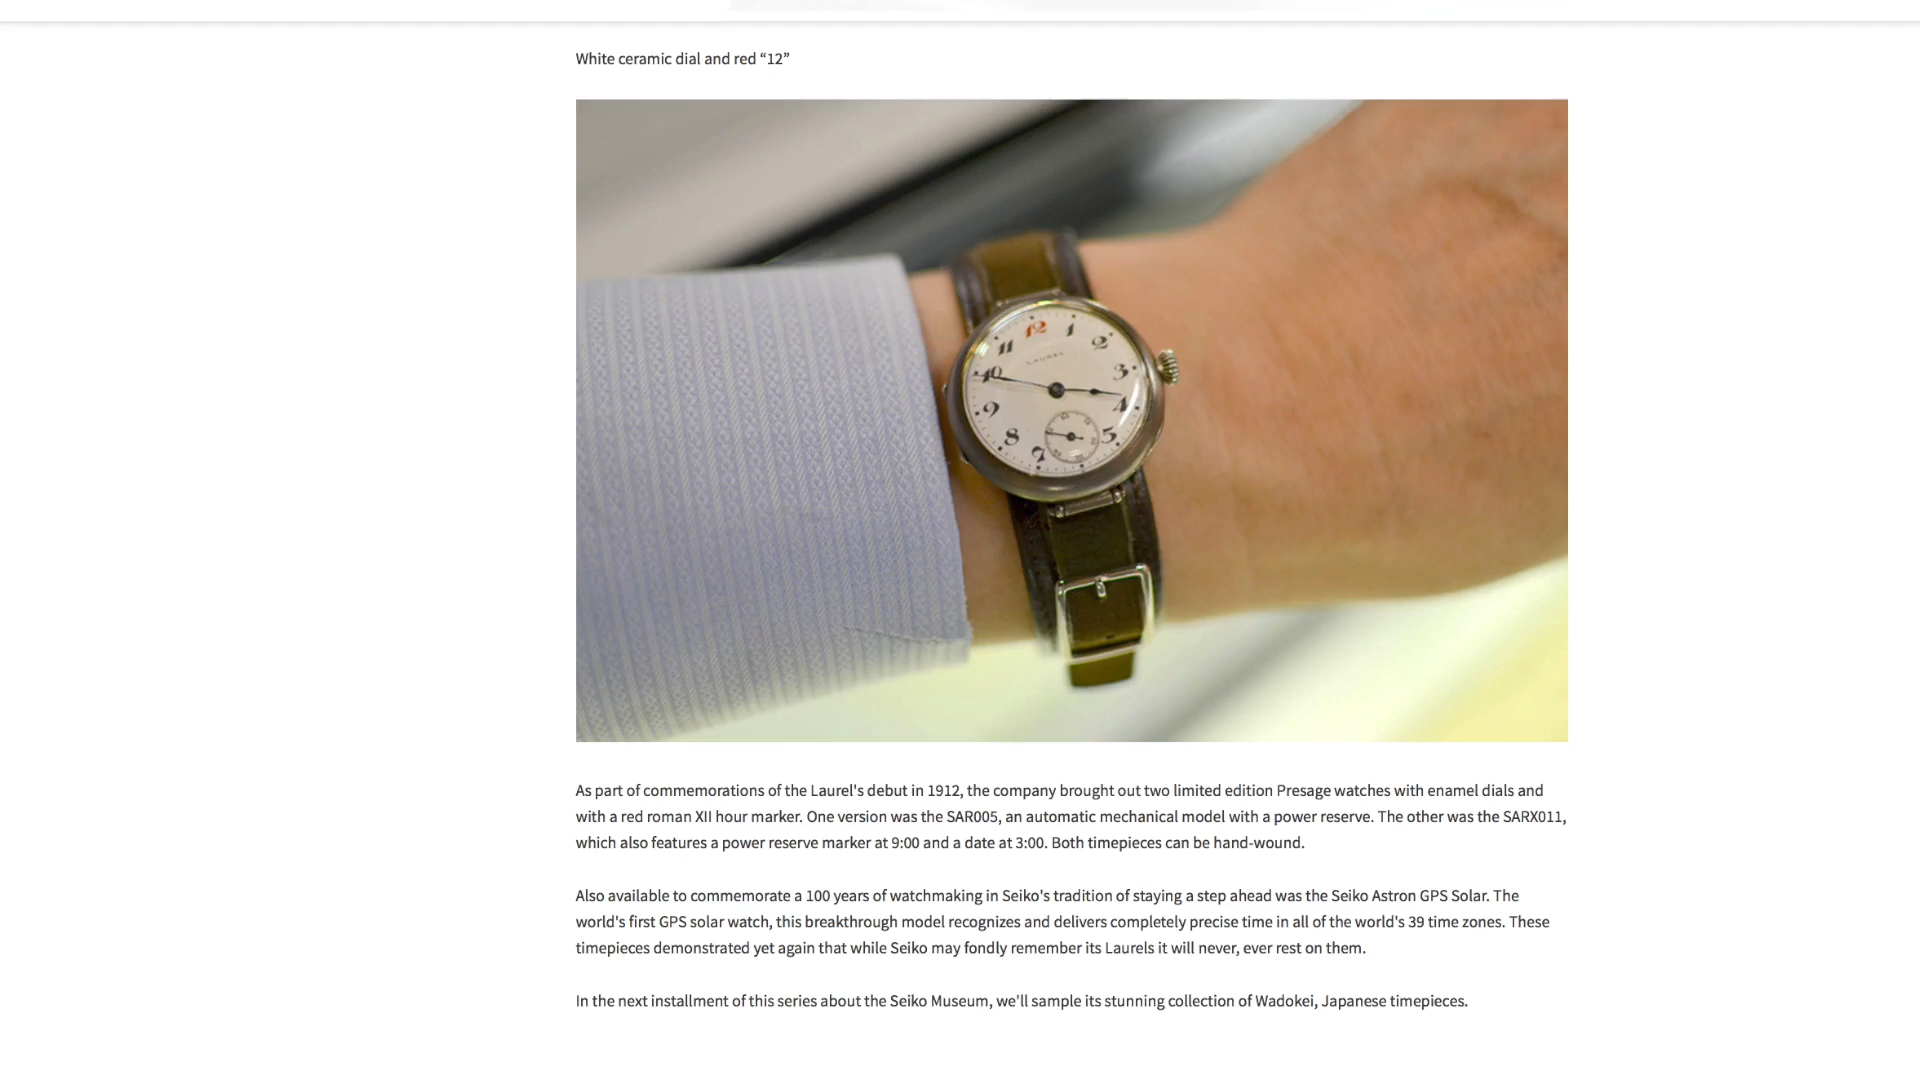 White ceramic dial and red “12”
12
1
2
3
4
5
7
8
9
10
11
LAUREL
As part of commemorations of the Laurel's debut in 1912, the company brought out two limited edition Presage watches with enamel dials and
with a red roman XII hour marker. One version was the SAR005, an automatic mechanical model with a power reserve. The other was the SARX011,
which also features a power reserve marker at 9:00 and a date at 3:00. Both timepieces can be hand-wound.
Also available to commemorate a 100 years of watchmaking in Seiko's tradition of staying a step ahead was the Seiko Astron GPS Solar. The
world's first GPS solar watch, this breakthrough model recognizes and delivers completely precise time in all of the world's 39 time zones. These
timepieces demonstrated yet again that while Seiko may fondly remember its Laurels it will never, ever rest on them.
In the next installment of this series about the Seiko Museum, we'll sample its stunning collection of Wadokei, Japanese timepieces.